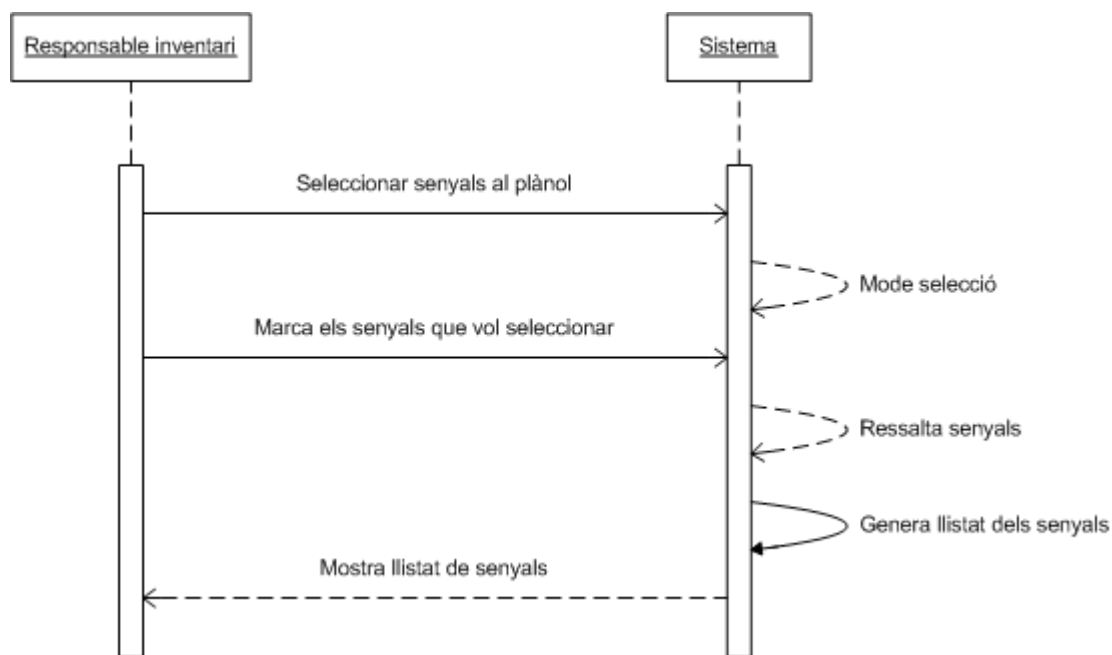 Responsable inventari
Sistema
Seleccionar senyals al plànol
Mode selecció
Marca els senyals que vol seleccionar
Ressalta senyals
Genera llistat dels senyals
Mostra llistat de senyals